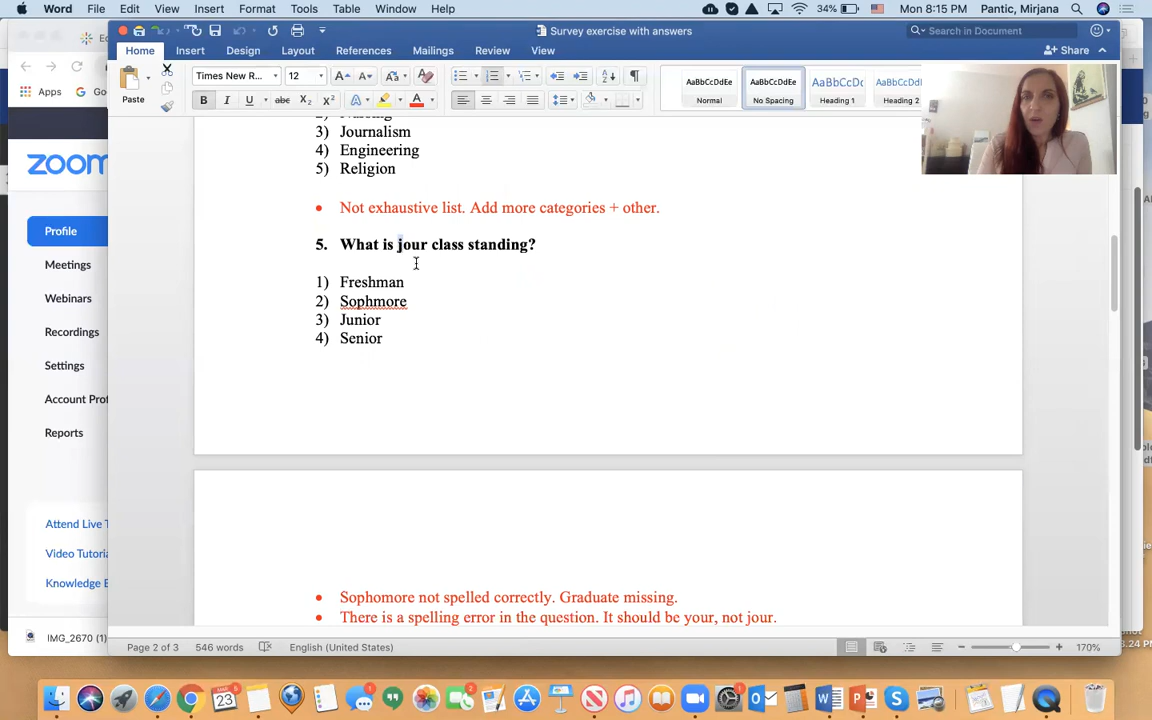 Word File Edit View Insert Format Tools Table Window Help 34% Mon 8:15 PM Pantic, Mirjana
Survey exercise with answers
Search in Document
Home Insert Design Layout References Mailings Review View
Share
Apps
Paste
Times New R... 12
AaBbCcDdEe AaBbCcDdEe AaBbCcDc AaBbCcDdEe
Normal No Spacing Heading 1 Heading 2
zoom
Profile
Meetings
Webinars
Recordings
Settings
Account Prof
Reports
Attend Live T
Video Tutoria
Knowledge B
IMG_2670 (1)
3) Journalism
4) Engineering
5) Religion
• Not exhaustive list. Add more categories + other.
5. What is jour class standing?
1) Freshman
2) Sophmore
3) Junior
4) Senior
• Sophomore not spelled correctly. Graduate missing.
• There is a spelling error in the question. It should be your, not jour.
Page 2 of 3 546 words English (United States) 170%